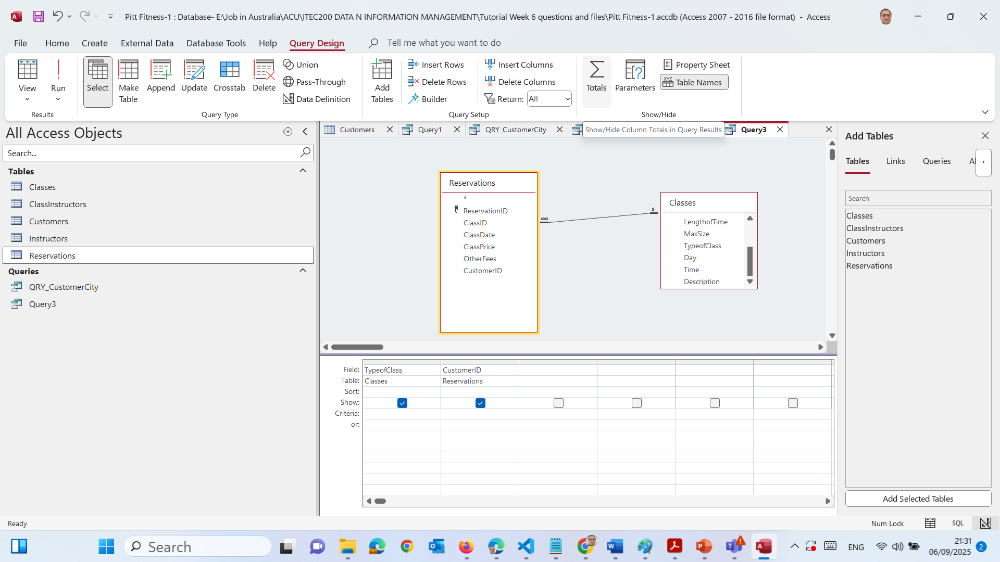 Pitt Fitness-1 : Database- E:\Job in Australia\ACU\ITEC200 DATA N INFORMATION MANAGEMENT\Tutorial Week 6 questions and files\Pitt Fitness-1.accdb (Access 2007 - 2016 file format)  -  Access
File Home Create External Data Database Tools Help Query Design Tell me what you want to do
View
Run
Results
Select
Make Table
Append
Update
Crosstab
Delete
Union
Pass-Through
Data Definition
Query Type
Add Tables
Insert Rows
Delete Rows
Builder
Insert Columns
Delete Columns
Return: All
Query Setup
Totals
Parameters
Property Sheet
XYZ Table Names
Show/Hide
All Access Objects
Search...
Tables
Classes
ClassInstructors
Customers
Instructors
Reservations
Queries
QRY_CustomerCity
Query3
Customers Query1 QRY_CustomerCity Show/Hide Column Totals in Query Results Query3
Reservations
*
ReservationID
ClassID
ClassDate
ClassPrice
OtherFees
CustomerID
∞ 1
Classes
LengthofTime
MaxSize
TypeofClass
Day
Time
Description
Field: TypeofClass CustomerID
Table: Classes Reservations
Sort:
Show:
Criteria:
or:
Add Tables
Tables Links Queries Al
Search
Classes
ClassInstructors
Customers
Instructors
Reservations
Add Selected Tables
Ready Num Lock SQL
Search ENG 21:31
06/09/2025 2